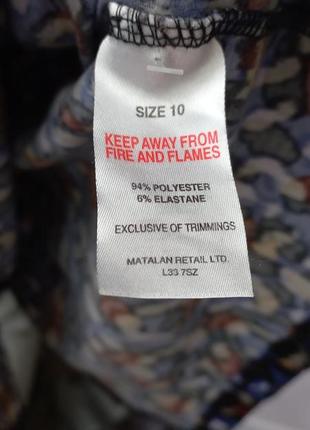 SIZE 10
KEEP AWAY FROM
FIRE AND FLAMES
94% POLYESTER
6% ELASTANE
EXCLUSIVE OF TRIMMINGS
MATALAN RETAIL LTD.
L33 7SZ